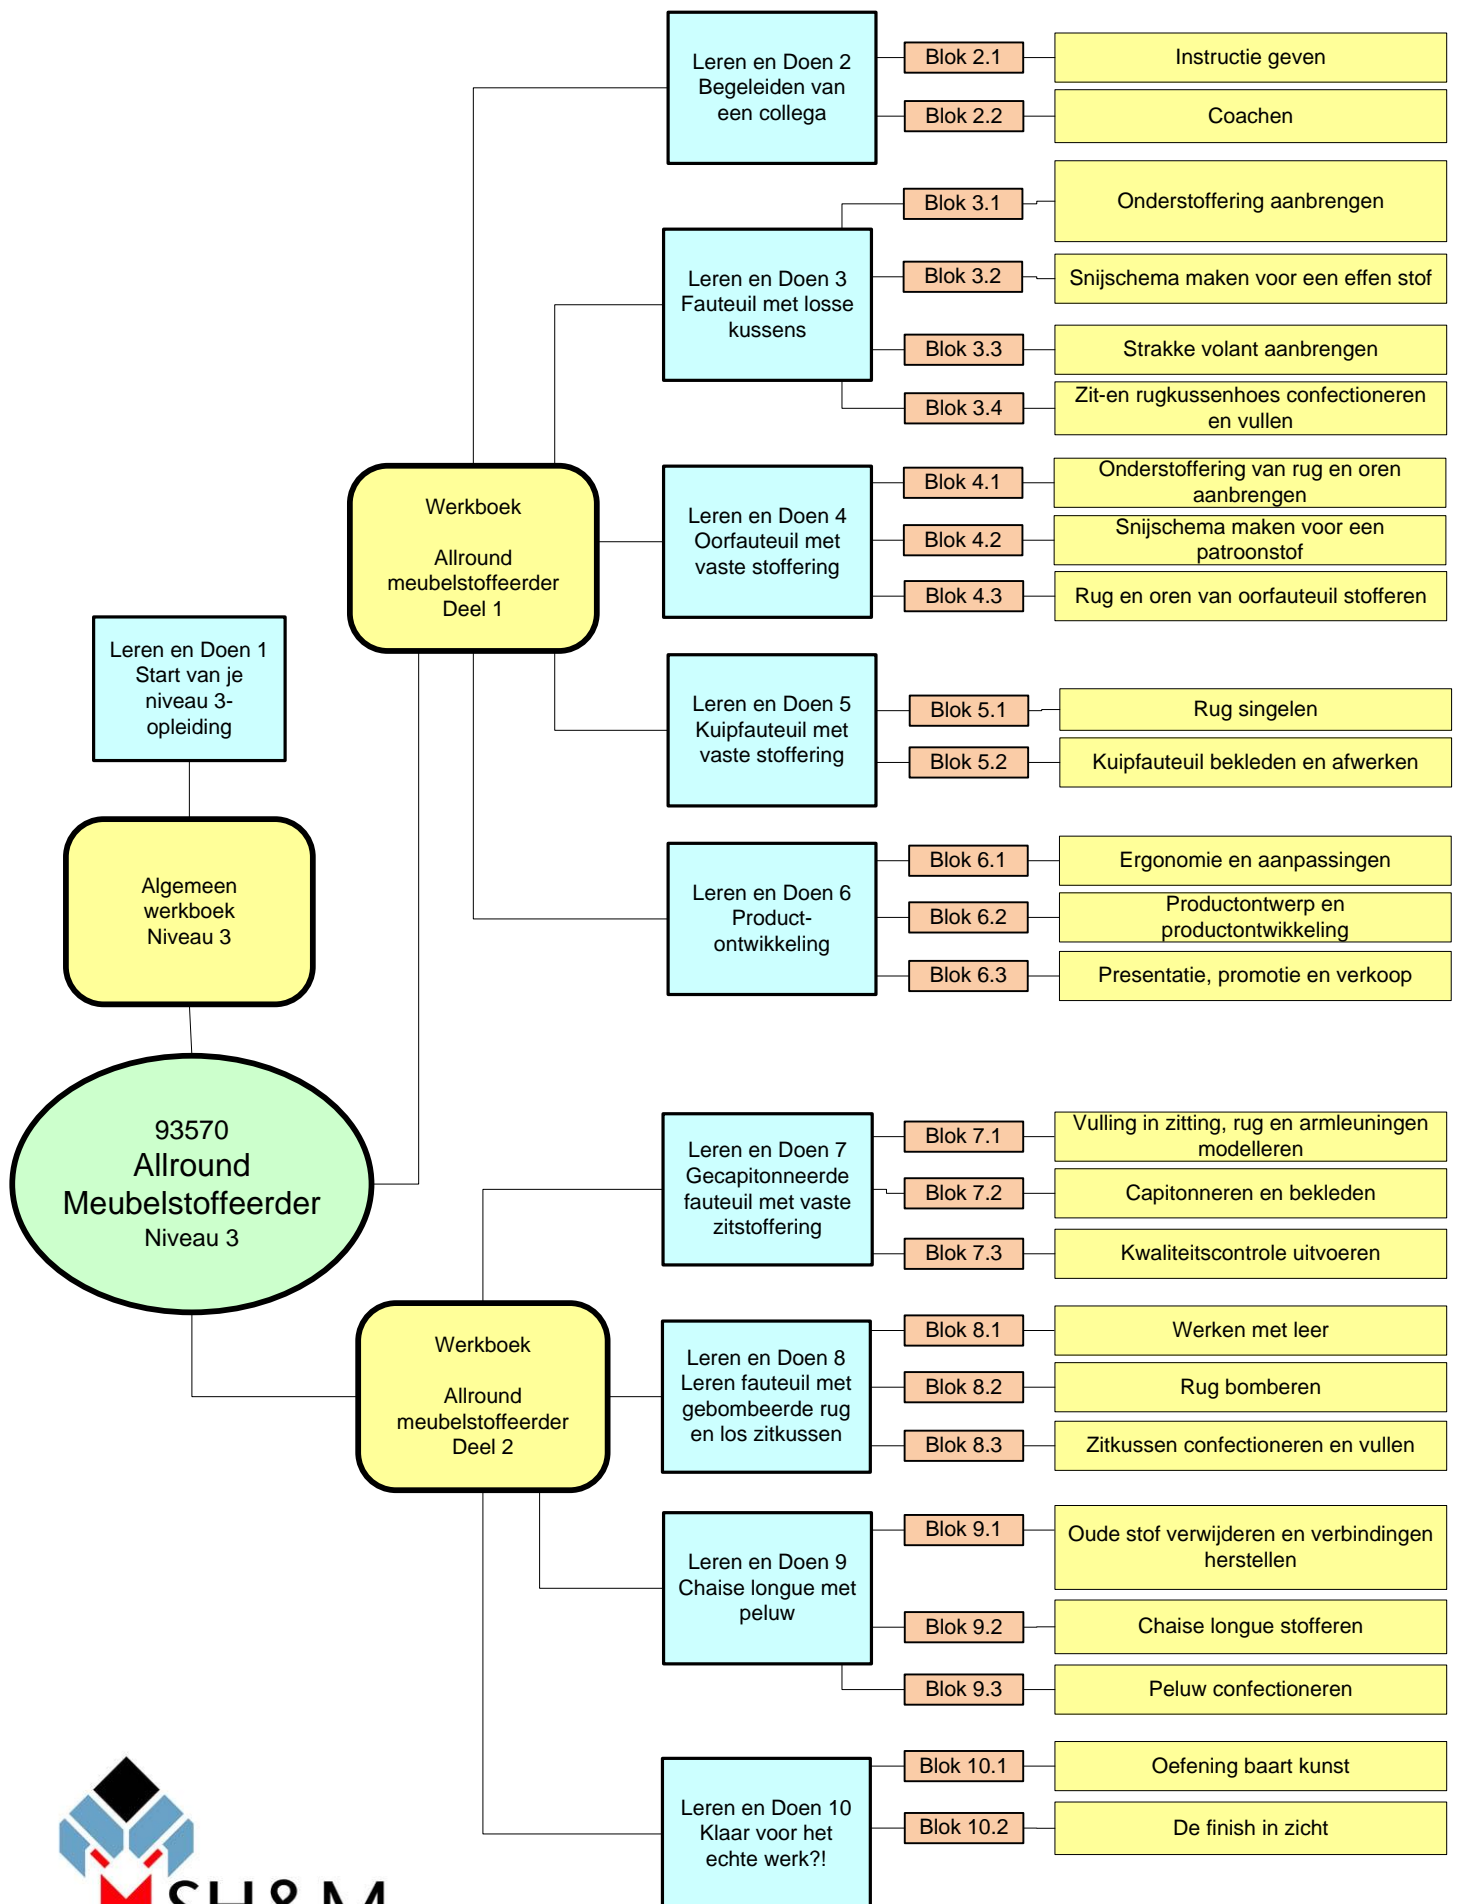 93570
Allround
Meubelstoffeerder
Niveau 3
Algemeen
werkboek
Niveau 3
Leren en Doen 1
Start van je
niveau 3-
opleiding
Werkboek
Allround
meubelstoffeerder
Deel 1
Leren en Doen 2
Begeleiden van
een collega
Blok 2.1
Instructie geven
Blok 2.2
Coachen
Leren en Doen 3
Fauteuil met losse
kussens
Blok 3.1
Onderstoffering aanbrengen
Blok 3.2
Snijschema maken voor een effen stof
Blok 3.3
Strakke volant aanbrengen
Blok 3.4
Zit-en rugkussenhoes confectioneren
en vullen
Leren en Doen 4
Oorfauteuil met
vaste stoffering
Blok 4.1
Onderstoffering van rug en oren
aanbrengen
Blok 4.2
Snijschema maken voor een
patroonstof
Blok 4.3
Rug en oren van oorfauteuil stofferen
Leren en Doen 5
Kuipfauteuil met
vaste stoffering
Blok 5.1
Rug singelen
Blok 5.2
Kuipfauteuil bekleden en afwerken
Leren en Doen 6
Product-
ontwikkeling
Blok 6.1
Ergonomie en aanpassingen
Blok 6.2
Productontwerp en
productontwikkeling
Blok 6.3
Presentatie, promotie en verkoop
Werkboek
Allround
meubelstoffeerder
Deel 2
Leren en Doen 7
Gecapitonneerde
fauteuil met vaste
zitstoffering
Blok 7.1
Vulling in zitting, rug en armleuningen
modelleren
Blok 7.2
Capitonneren en bekleden
Blok 7.3
Kwaliteitscontrole uitvoeren
Leren en Doen 8
Leren fauteuil met
gebombeerde rug
en los zitkussen
Blok 8.1
Werken met leer
Blok 8.2
Rug bomberen
Blok 8.3
Zitkussen confectioneren en vullen
Leren en Doen 9
Chaise longue met
peluw
Blok 9.1
Oude stof verwijderen en verbindingen
herstellen
Blok 9.2
Chaise longue stofferen
Blok 9.3
Peluw confectioneren
Leren en Doen 10
Klaar voor het
echte werk?!
Blok 10.1
Oefening baart kunst
Blok 10.2
De finish in zicht
SH&M